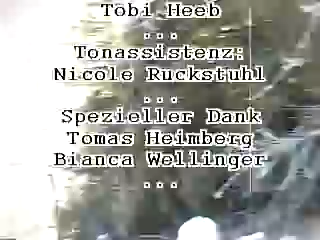 Tobi Heeb
...
Tonassistenz:
Nicole Ruckstuhl
...
Spezieller Dank
Tomas Heimberg
Bianca Wellinger
...